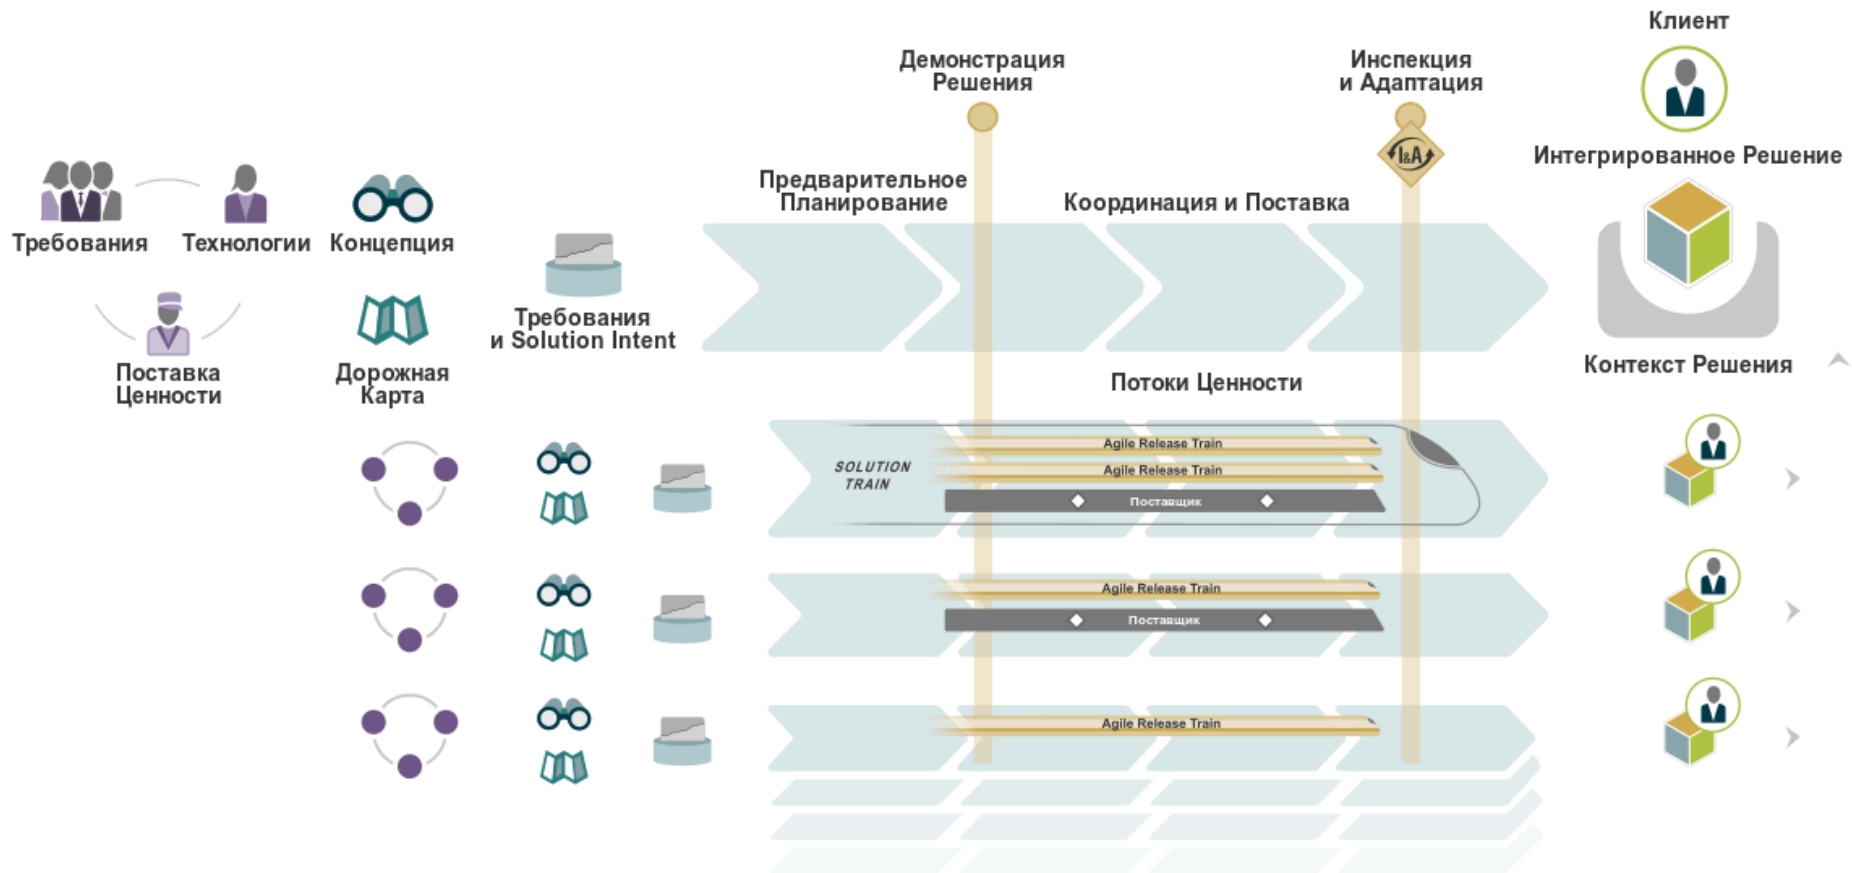 Клиент
Демонстрация
Решения
Инспекция
и Адаптация
I&A
Интегрированное Решение
Предварительное
Планирование
Координация и Поставка
Требования
Технологии
Концепция
Требования
и Solution Intent
Поставка
Ценности
Дорожная
Карта
Контекст Решения
Потоки Ценности
SOLUTION
TRAIN
Agile Release Train
Agile Release Train
Поставщик
Agile Release Train
Поставщик
Agile Release Train